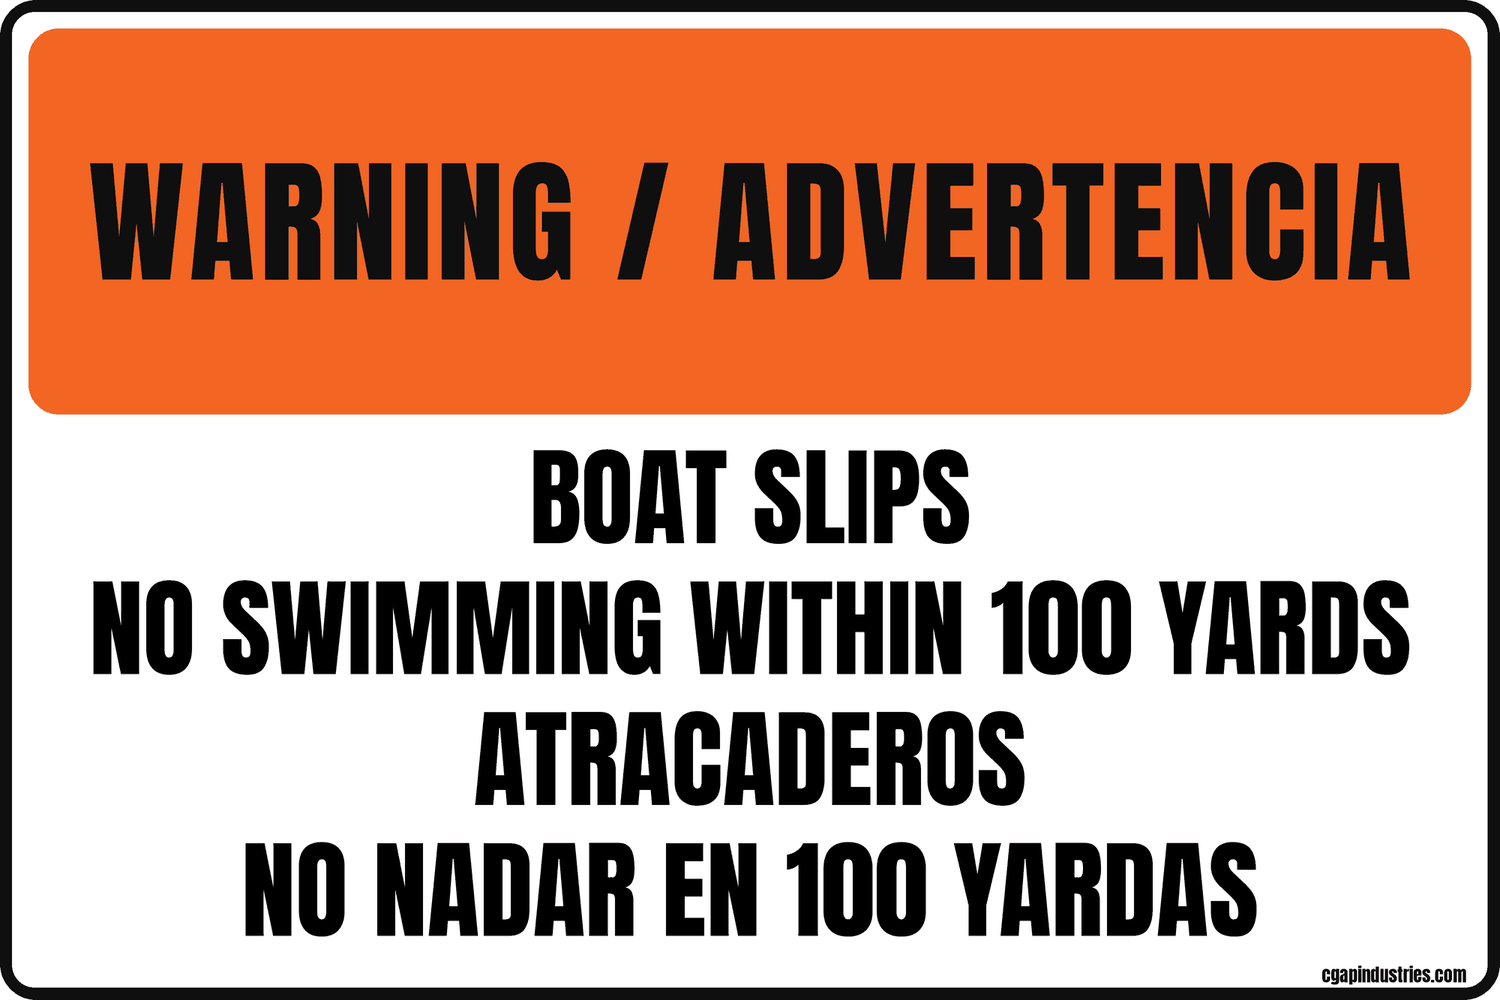 WARNING / ADVERTENCIA
BOAT SLIPS
NO SWIMMING WITHIN 100 YARDS
ATRACADEROS
NO NADAR EN 100 YARDAS
cgapindustries.com